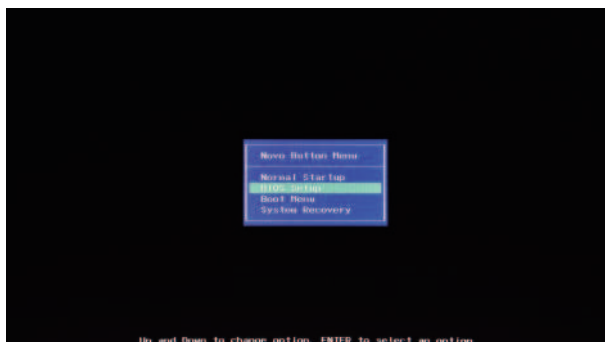 Novo Button Menu
Normal Startup
BIOS Setup
Boot Menu
System Recovery
Up and Down to change option, ENTER to select an option